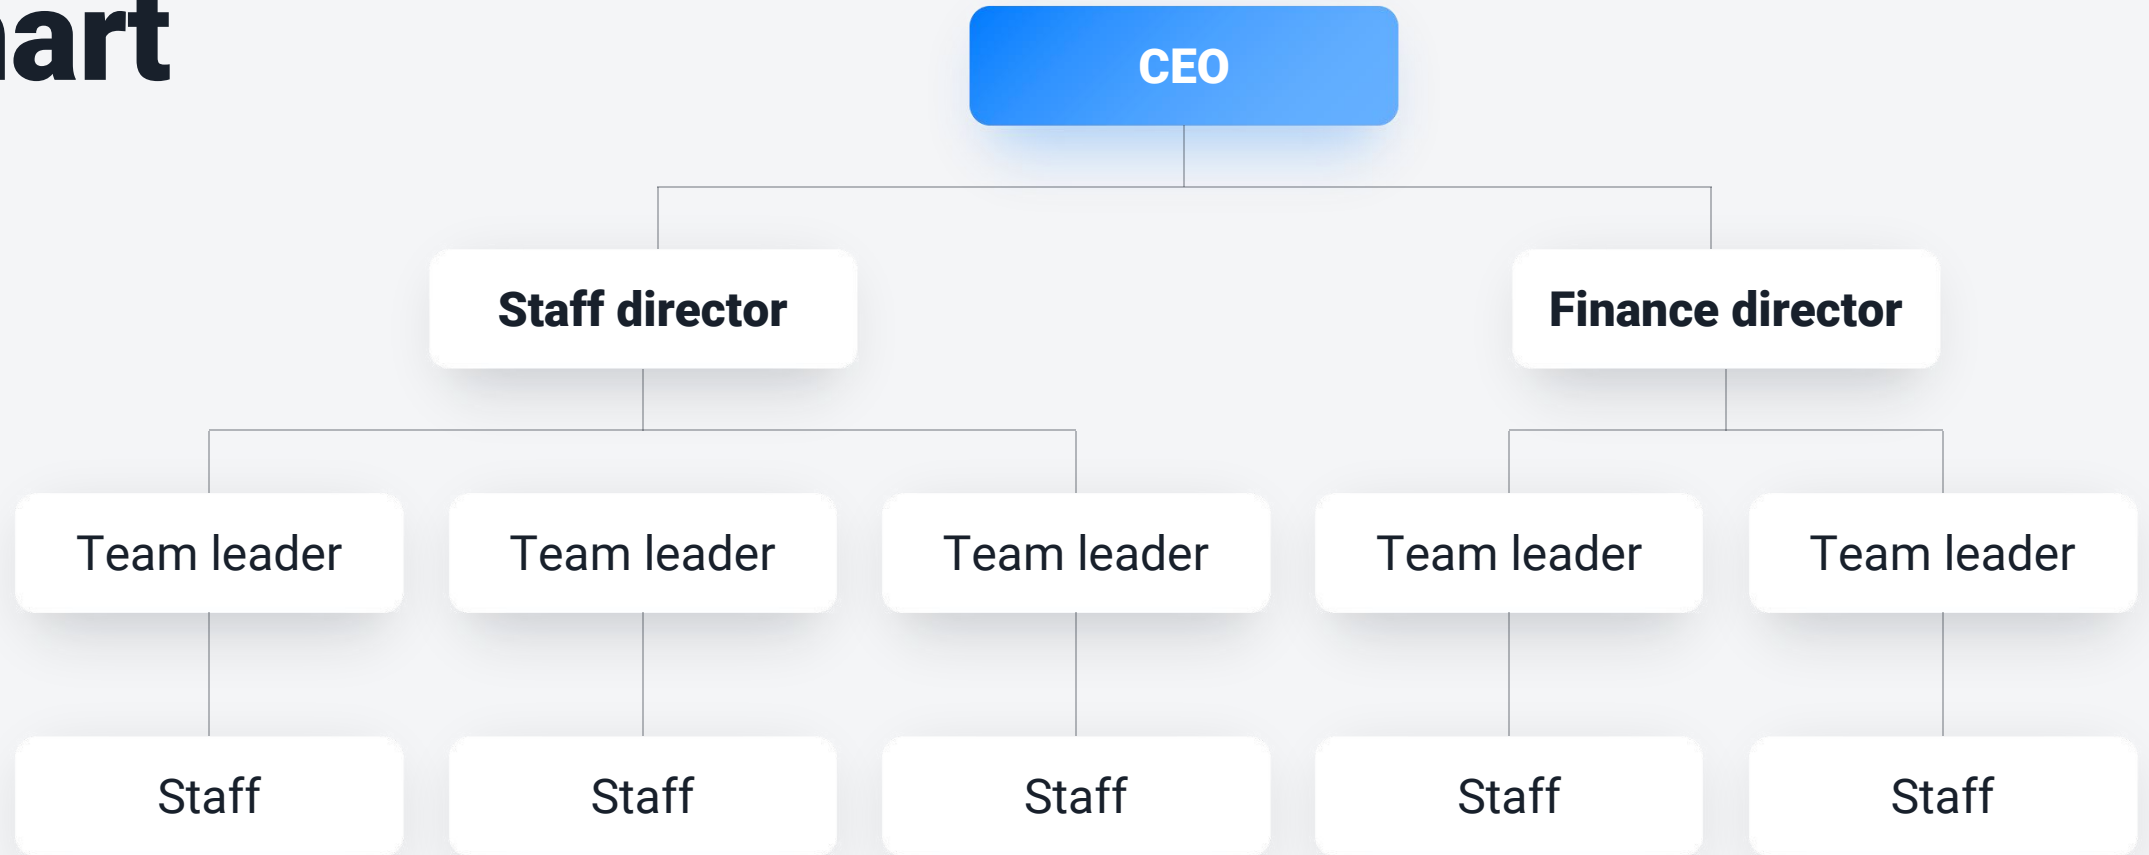 CEO
Staff director
Finance director
Team leader
Team leader
Team leader
Team leader
Team leader
Staff
Staff
Staff
Staff
Staff